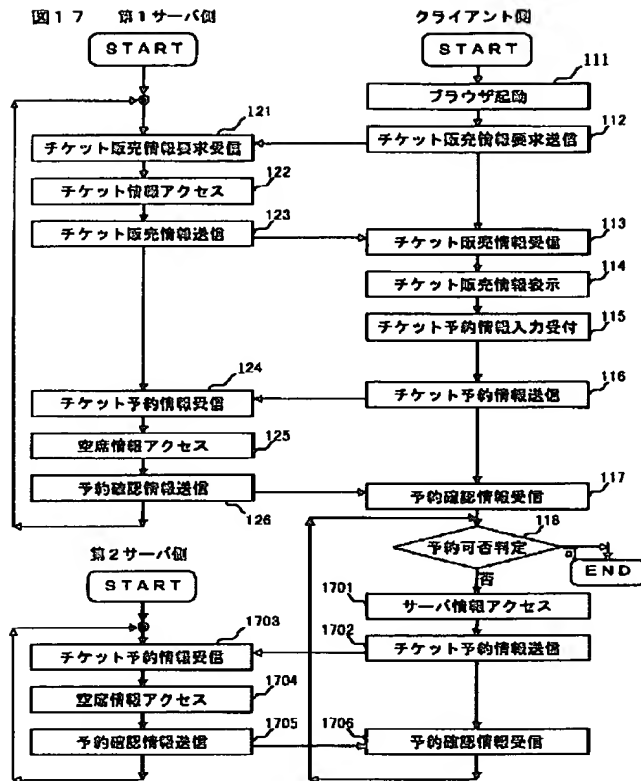 図17 第1サーバ側
クライアント側
START
START
111
ブラウザ起動
121
112
チケット販売情報要求受信
チケット販売情報要求送信
122
チケット情報アクセス
123
113
チケット販売情報送信
チケット販売情報受信
114
チケット販売情報表示
115
チケット予約情報入力受付
124
116
チケット予約情報受信
チケット予約情報送信
125
空席情報アクセス
117
予約確認情報送信
予約確認情報受信
126
118
予約可否判定
可
END
否
第2サーバ側
START
1701
サーバ情報アクセス
1703
1702
チケット予約情報受信
チケット予約情報送信
1704
空席情報アクセス
1705
1706
予約確認情報送信
予約確認情報受信